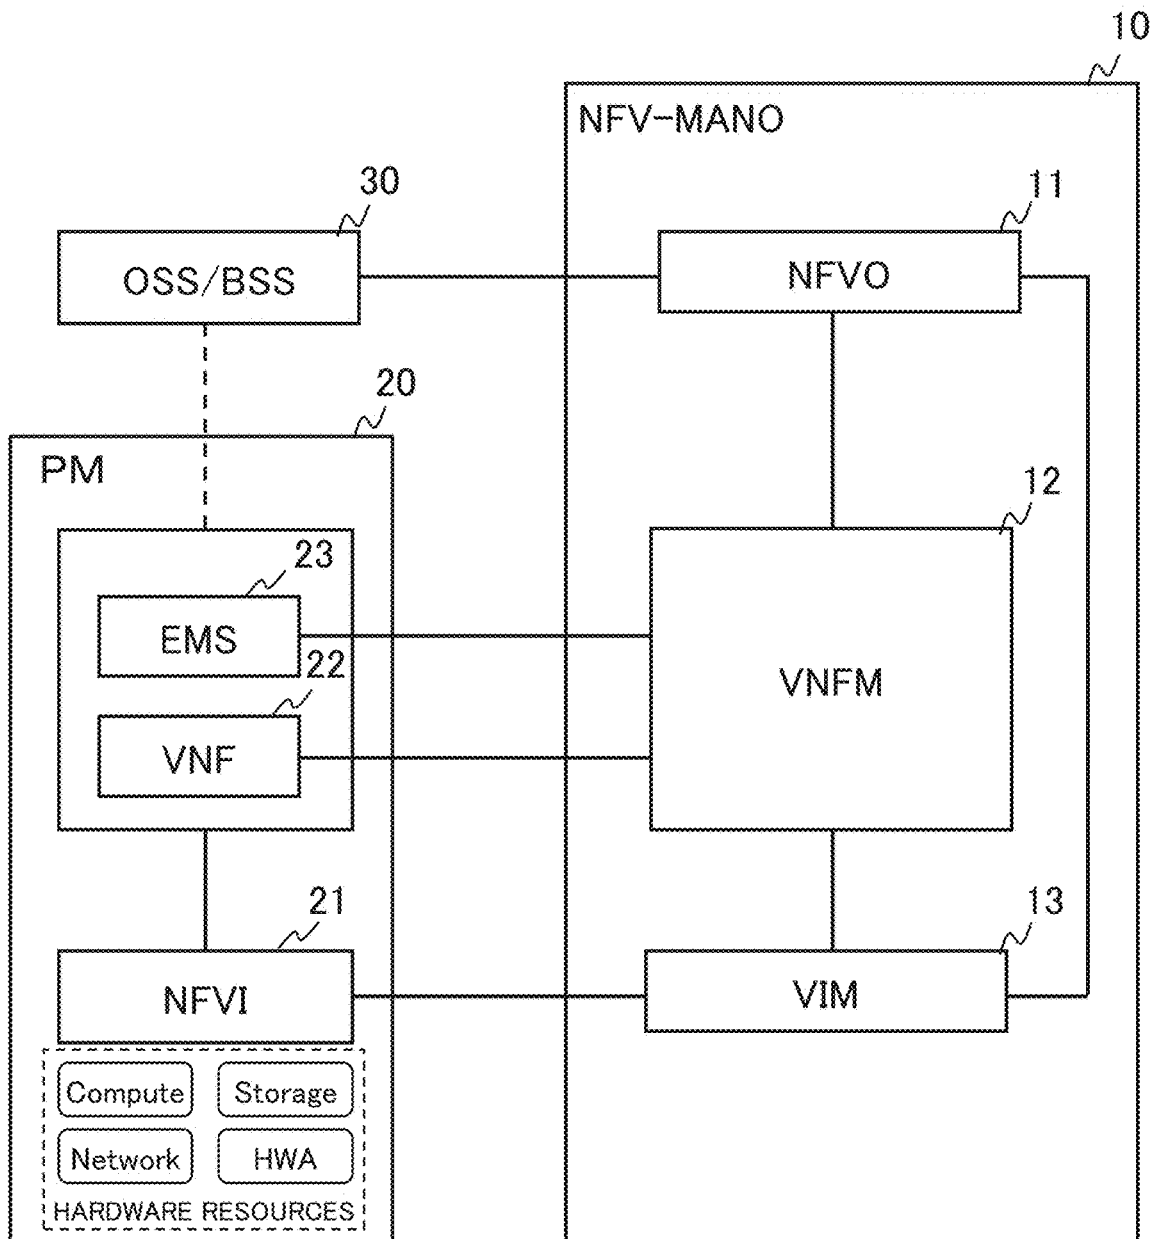 10
NFV-MANO
30
11
OSS/BSS
NFVO
20
PM
12
23
EMS
22
VNFM
VNF
21
13
NFVI
VIM
Compute
Storage
Network
HWA
HARDWARE RESOURCES